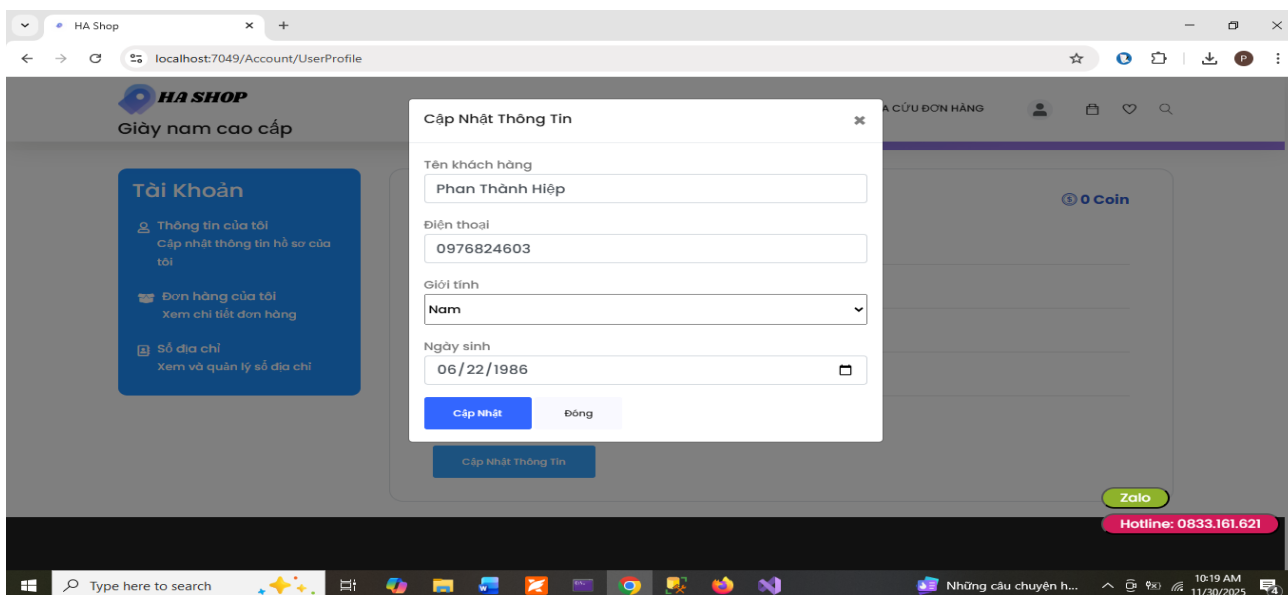 HA Shop
localhost:7049/Account/UserProfile
P
HA SHOP
Giày nam cao cấp
A CỨU ĐƠN HÀNG
Cập Nhật Thông Tin
Tên khách hàng
Phan Thành Hiệp
Điện thoại
0976824603
Giới tính
Nam
Ngày sinh
06/22/1986
Cập Nhật
Đóng
Tài Khoản
Thông tin của tôi
Cập nhật thông tin hồ sơ của
tôi
Đơn hàng của tôi
Xem chi tiết đơn hàng
Sổ địa chỉ
Xem và quản lý sổ địa chỉ
0 Coin
Cập Nhật Thông Tin
Zalo
Hotline: 0833.161.621
Type here to search
Những câu chuyện h...
10:19 AM
11/30/2025